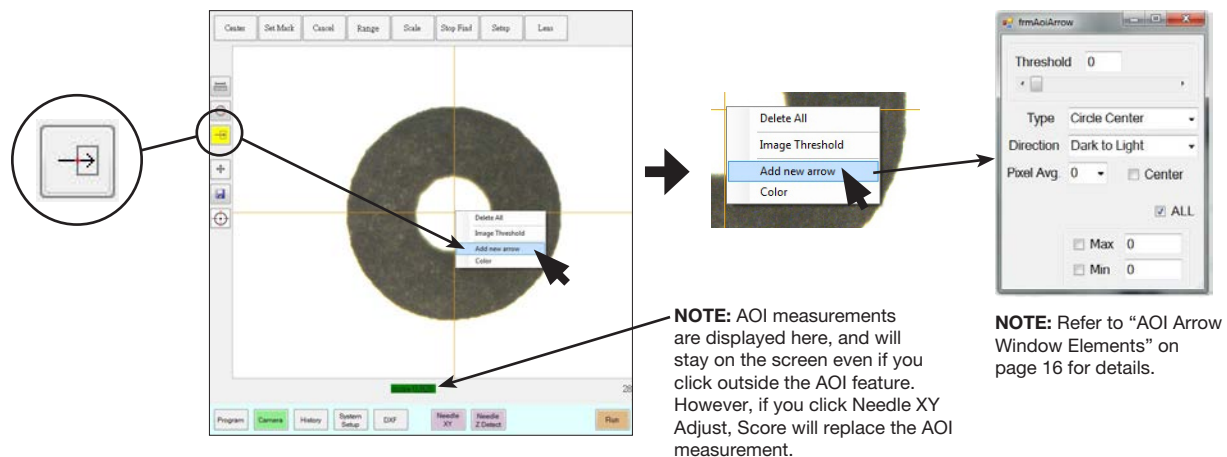 Center Set Mark Cancel Range Scale Stop Find Setup Lens
Delete All
Image Threshold
Add new arrow
Color
28
Program Camera History System Setup DXF Needle XY Needle Z Detect Run
Delete All
Image Threshold
Add new arrow
Color
NOTE: AOI measurements
are displayed here, and will
stay on the screen even if you
click outside the AOI feature.
However, if you click Needle XY
Adjust, Score will replace the AOI
measurement.
frmAoiArrow
Threshold 0
Type Circle Center
Direction Dark to Light
Pixel Avg. 0 Center
ALL
Max 0
Min 0
NOTE: Refer to “AOI Arrow
Window Elements” on
page 16 for details.